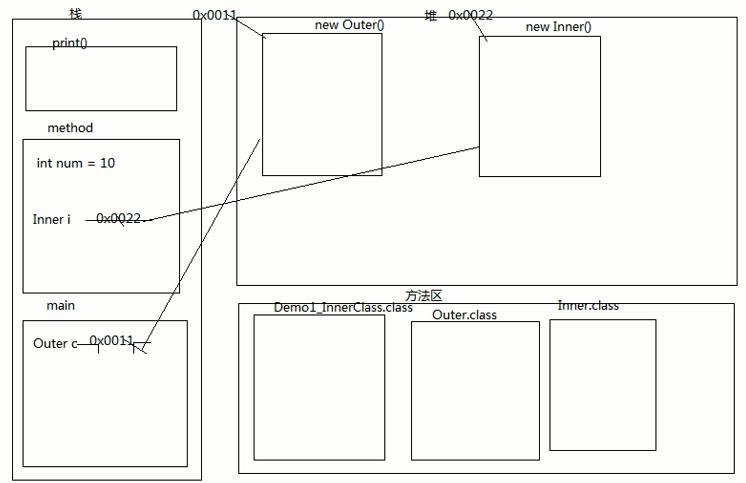 栈
print()
method
int num = 10
Inner i 0x0022
main
Outer c 0x0011
0x0011
new Outer()
堆 0x0022
new Inner()
方法区
Demo1_InnerClass.class
Outer.class
Inner.class